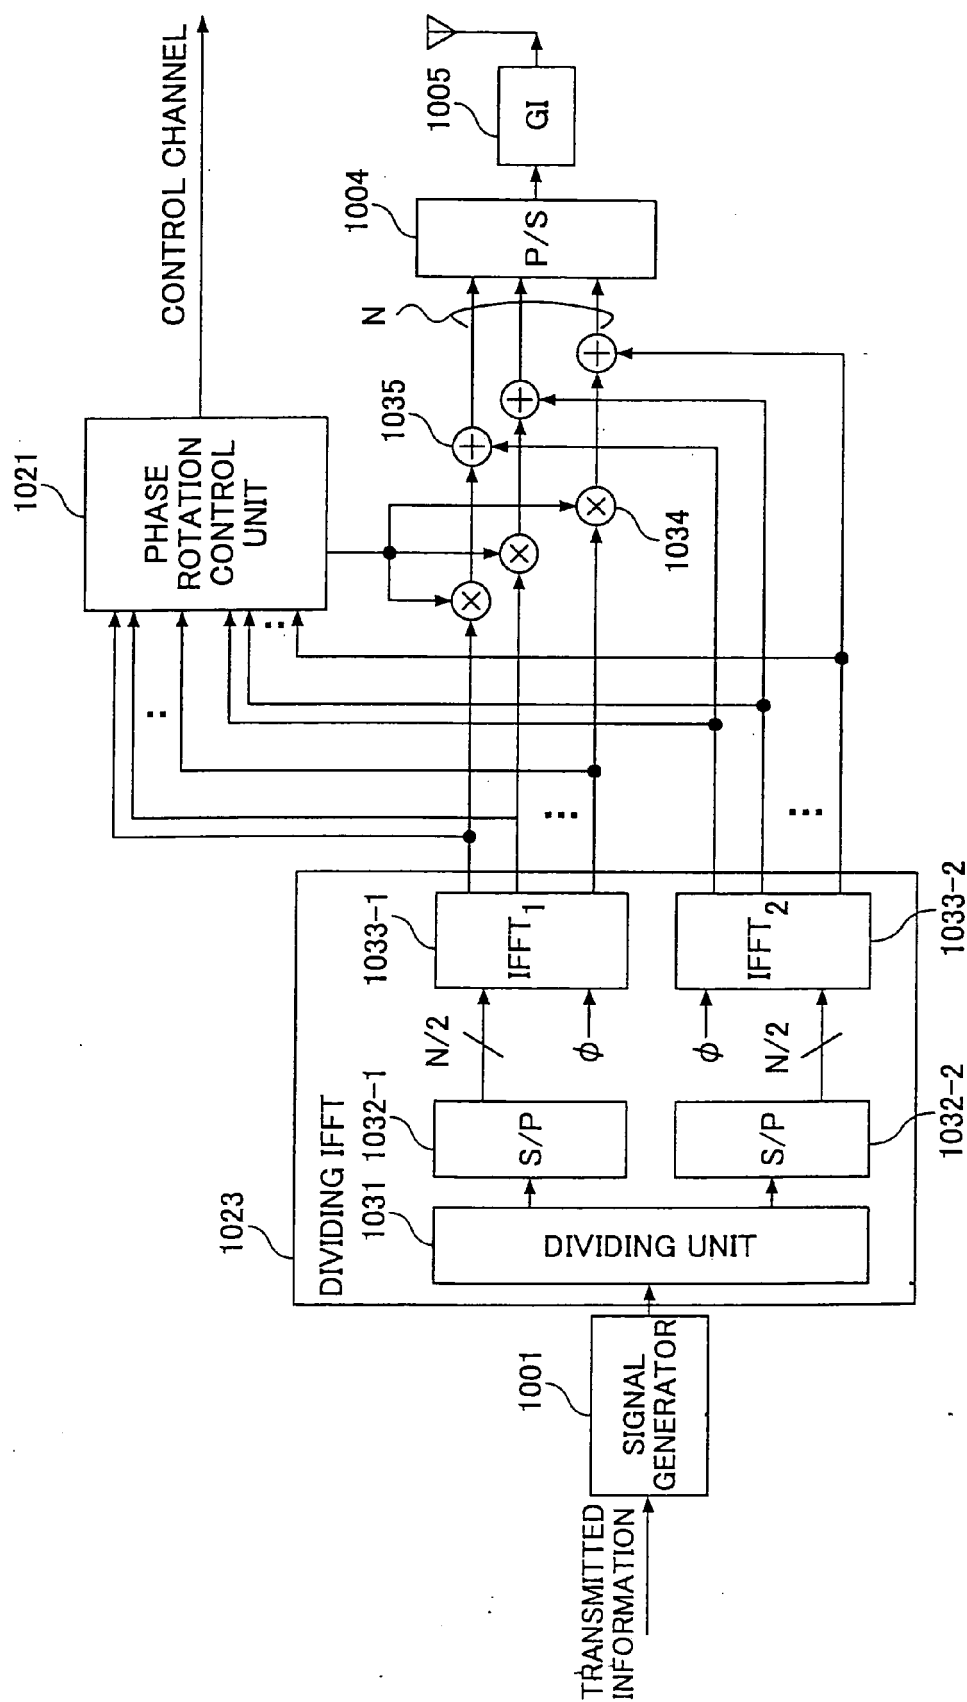 TRANSMITTED
INFORMATION
1001
SIGNAL
GENERATOR
1023
DIVIDING IFFT
1031
DIVIDING UNIT
1032-1
S/P
1032-2
S/P
N/2
ϕ
ϕ
N/2
1033-1
IFFT1
1033-2
IFFT2
1021
PHASE
ROTATION
CONTROL
UNIT
CONTROL CHANNEL
1034
1035
N
1004
P/S
1005
GI